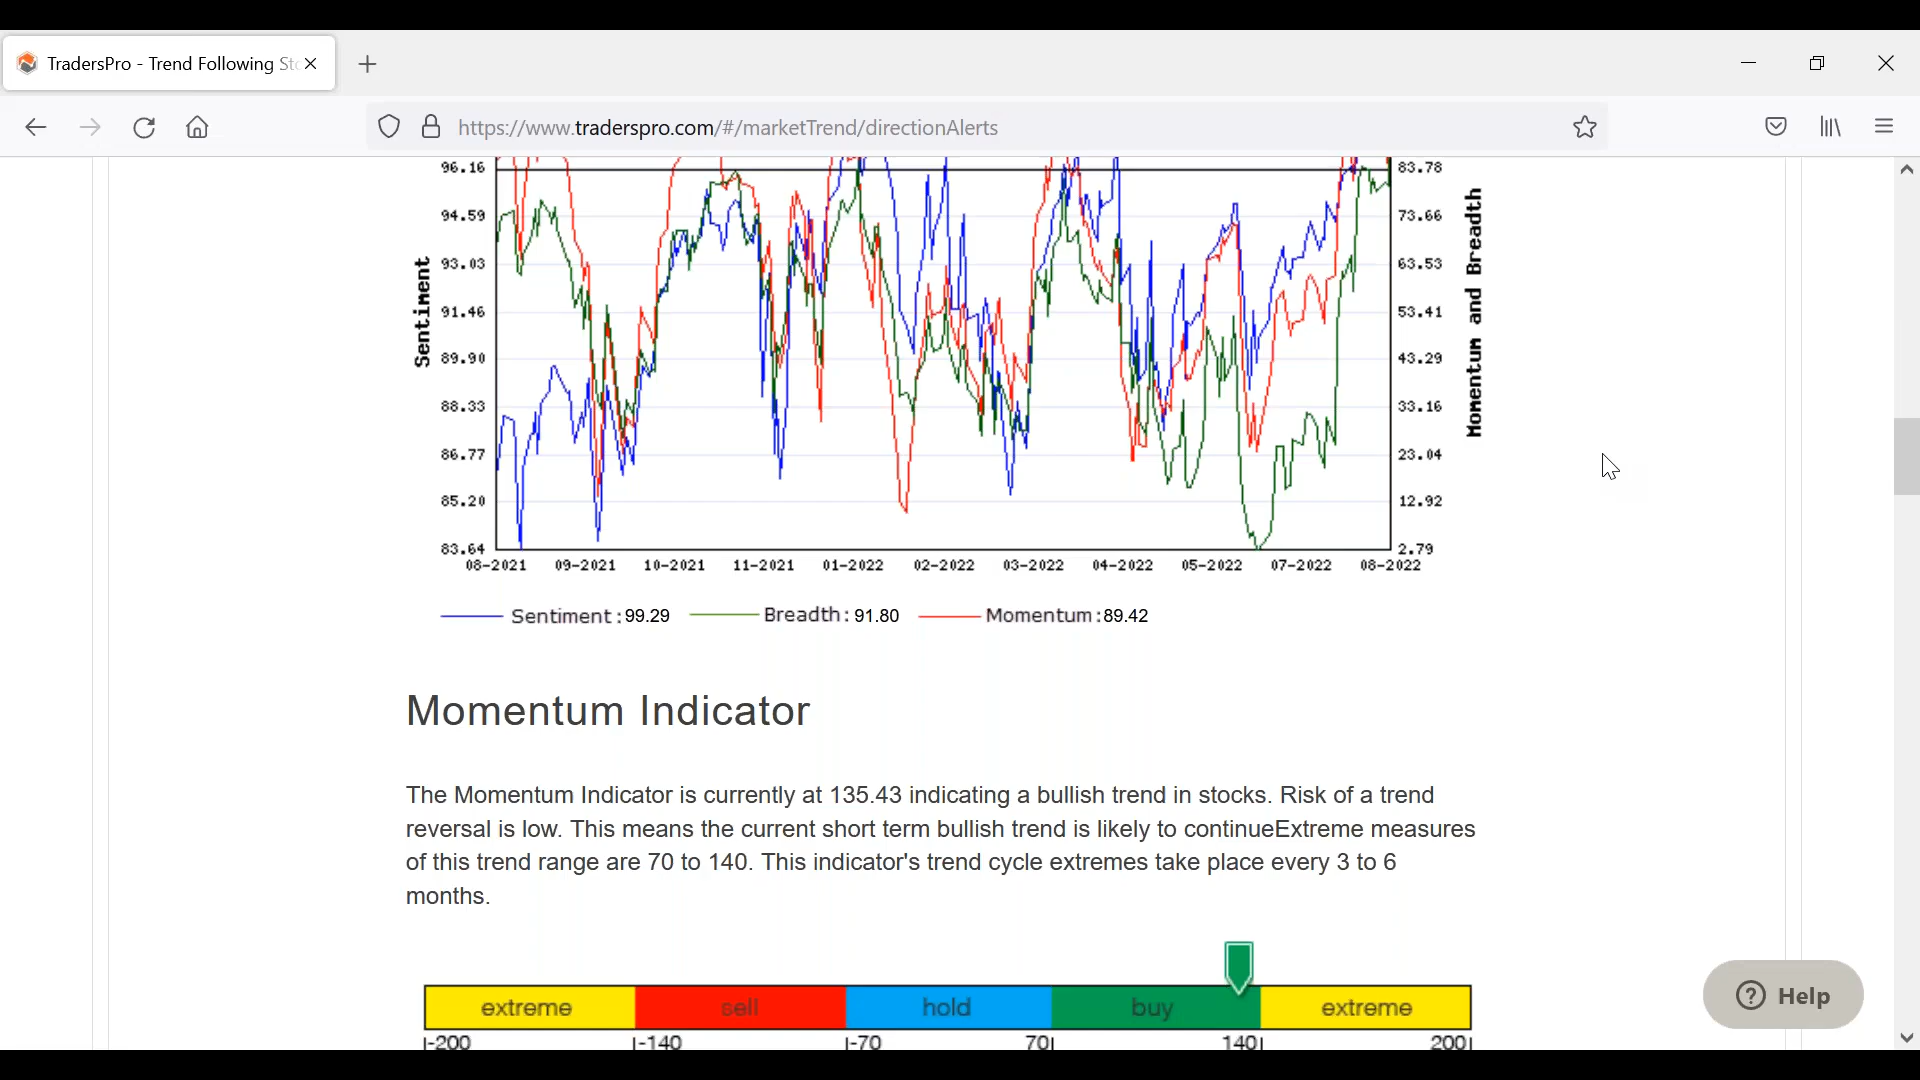 TradersPro - Trend Following Sto
https://www.traderspro.com/#/marketTrend/directionAlerts
96.16 83.78
94.59 73.66
93.03 63.53
91.46 53.41
89.90 43.29
88.33 33.16
86.77 23.04
85.20 12.92
83.64 2.79
Sentiment
Momentum and Breadth
08-2021 09-2021 10-2021 11-2021 01-2022 02-2022 03-2022 04-2022 05-2022 07-2022 08-2022
Sentiment : 99.29 Breadth : 91.80 Momentum : 89.42
Momentum Indicator
The Momentum Indicator is currently at 135.43 indicating a bullish trend in stocks. Risk of a trend
reversal is low. This means the current short term bullish trend is likely to continueExtreme measures
of this trend range are 70 to 140. This indicator's trend cycle extremes take place every 3 to 6
months.
extreme sell hold buy extreme
|-200 |-140 |-70 70| 140| 200|
? Help